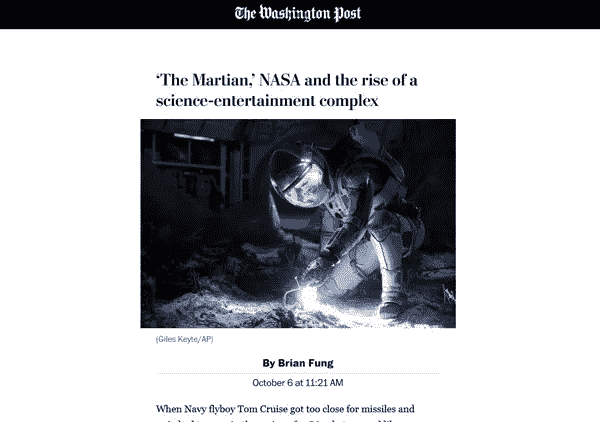 The Washington Post
‘The Martian,’ NASA and the rise of a
science-entertainment complex
(Giles Keyte/AP)
By Brian Fung
October 6 at 11:21 AM
When Navy flyboy Tom Cruise got too close for missiles and